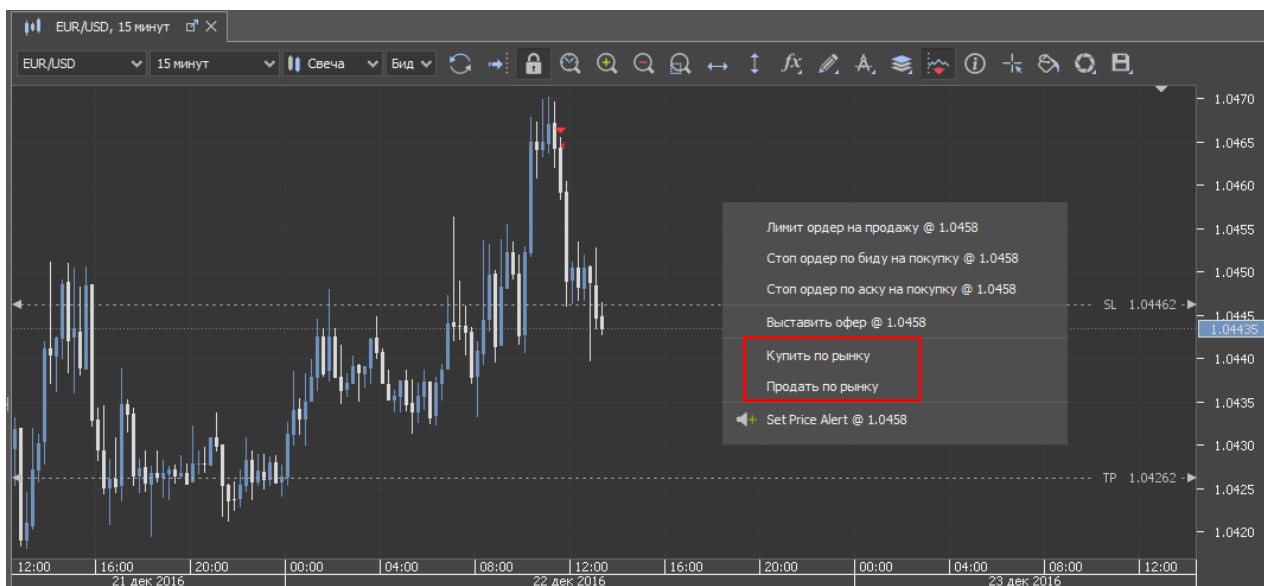 EUR/USD, 15 минут
EUR/USD 15 минут Свеча Бид
1.0470
1.0465
1.0460
Лимит ордер на продажу @ 1.0458
1.0455
Стоп ордер по биду на покупку @ 1.0458
1.0450
Стоп ордер по аску на покупку @ 1.0458
SL 1.04462
1.0445
Выставить офер @ 1.0458
1.04435
Купить по рынку
1.0440
Продать по рынку
1.0435
Set Price Alert @ 1.0458
1.0430
TP 1.04262
1.0425
1.0420
12:00 16:00 20:00 00:00 04:00 08:00 12:00 16:00 20:00 00:00 04:00 08:00 12:00
21 дек 2016 22 дек 2016 23 дек 2016